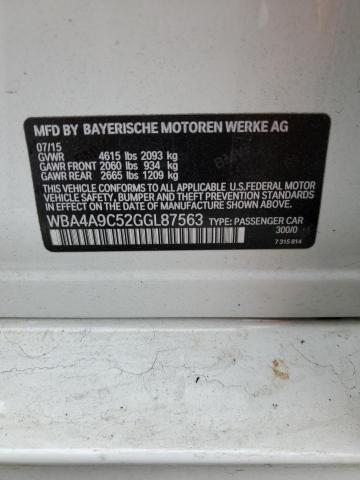 MFD BY BAYERISCHE MOTOREN WERKE AG
07/15
GVWR 4615 lbs 2093 kg
GAWR FRONT 2060 lbs 934 kg
GAWR REAR 2665 lbs 1209 kg
THIS VEHICLE CONFORMS TO ALL APPLICABLE U.S.FEDERAL MOTOR
VEHICLE SAFETY, BUMPER, AND THEFT PREVENTION STANDARDS IN
EFFECT ON THE DATE OF MANUFACTURE SHOWN ABOVE.
WBA4A9C52GGL87563 TYPE: PASSENGER CAR
300/0
7 315 814